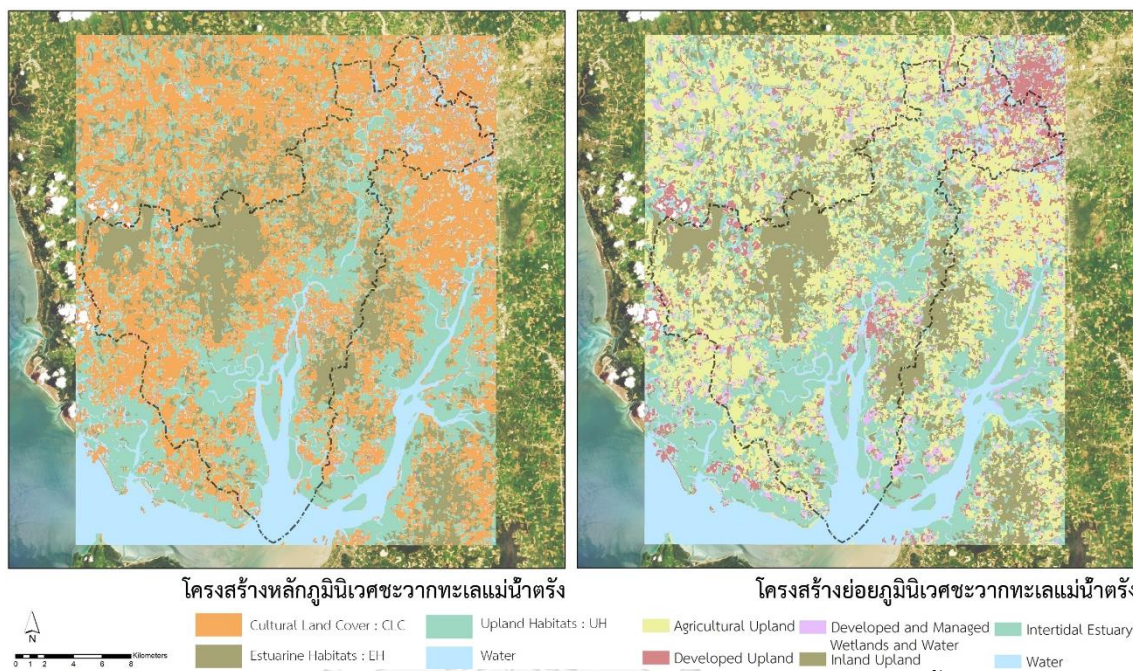 โครงสร้างหลักภูมินิเวศชะวากทะเลแม่น้ำตรัง
โครงสร้างย่อยภูมินิเวศชะวากทะเลแม่น้ำตรัง
N
0 1 2 4 6 8 Kilometers
Cultural Land Cover : CLC
Upland Habitats : UH
Estuarine Habitats : EH
Water
Agricultural Upland
Developed and Managed Wetlands and Water
Intertidal Estuary
Developed Upland
Inland Upland
Water